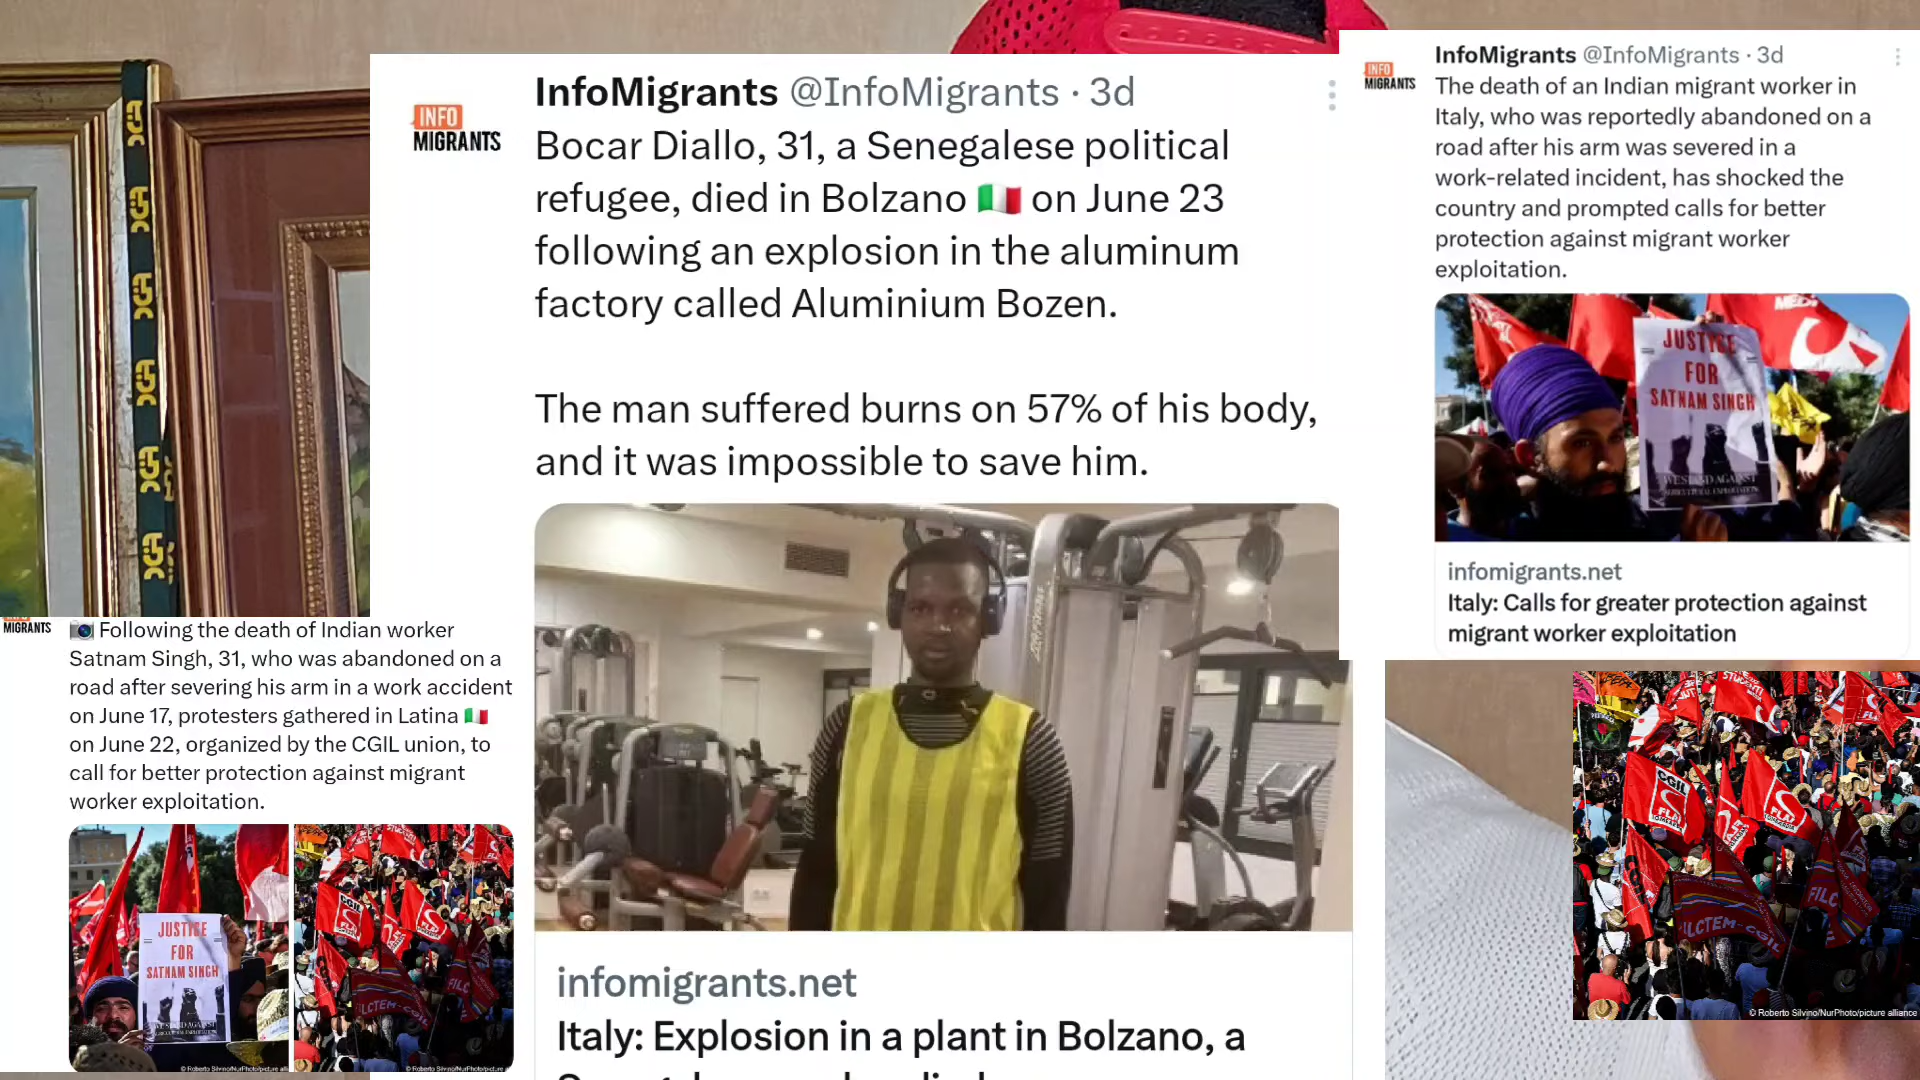 InfoMigrants @InfoMigrants · 3d
INFO
MIGRANTS
Bocar Diallo, 31, a Senegalese political
refugee, died in Bolzano 🇮🇹 on June 23
following an explosion in the aluminum
factory called Aluminium Bozen.
The man suffered burns on 57% of his body,
and it was impossible to save him.
infomigrants.net
Italy: Explosion in a plant in Bolzano, a
InfoMigrants @InfoMigrants · 3d
INFO
MIGRANTS
The death of an Indian migrant worker in
Italy, who was reportedly abandoned on a
road after his arm was severed in a
work-related incident, has shocked the
country and prompted calls for better
protection against migrant worker
exploitation.
JUSTICE
FOR
SATNAM SINGH
infomigrants.net
Italy: Calls for greater protection against
migrant worker exploitation
MIGRANTS
📷 Following the death of Indian worker
Satnam Singh, 31, who was abandoned on a
road after severing his arm in a work accident
on June 17, protesters gathered in Latina 🇮🇹
on June 22, organized by the CGIL union, to
call for better protection against migrant
worker exploitation.
JUSTICE
FOR
SATNAM SINGH
CGIL
FILCTEM-CGIL
CGIL
FILCTEM-CGIL
© Roberto Silvino/NurPhoto/picture alliance